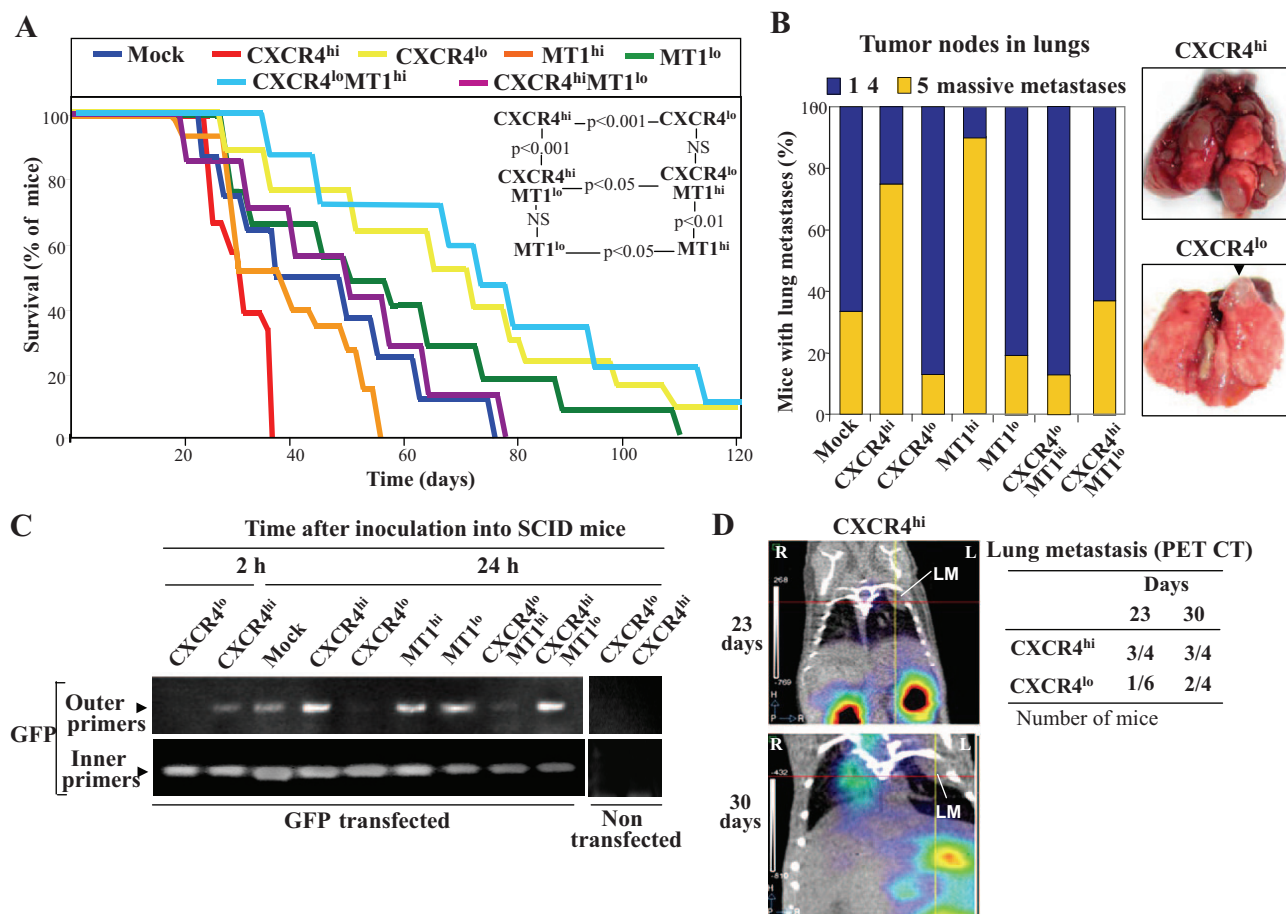 A
Mock CXCR4hi CXCR4lo MT1hi MT1lo
CXCR4loMT1hi CXCR4hiMT1lo
Survival (% of mice)
100
80
60
40
20
0
20 40 60 80 100 120
Time (days)
CXCR4hi p<0.001 CXCR4lo
p<0.001 NS
CXCR4hi CXCR4lo
MT1lo p<0.05 MT1hi
NS p<0.01
MT1lo p<0.05 MT1hi
B
Tumor nodes in lungs
1 4 5 massive metastases
Mice with lung metastases (%)
100
80
60
40
20
0
Mock
CXCR4hi
CXCR4lo
MT1hi
MT1lo
CXCR4lo
MT1hi
CXCR4hi
MT1lo
CXCR4hi
CXCR4lo
C
Time after inoculation into SCID mice
2 h 24 h
CXCR4lo
CXCR4hi
Mock
CXCR4hi
CXCR4lo
MT1hi
MT1lo
CXCR4lo
MT1hi
CXCR4hi
MT1lo
CXCR4lo
CXCR4hi
GFP
Outer
primers
Inner
primers
GFP transfected
Non
transfected
D
CXCR4hi
R L
LM
268
-769
H
P R
23
days
R L
LM
-432
-810
H
P R
30
days
Lung metastasis (PET CT)
Days
23 30
CXCR4hi 3/4 3/4
CXCR4lo 1/6 2/4
Number of mice